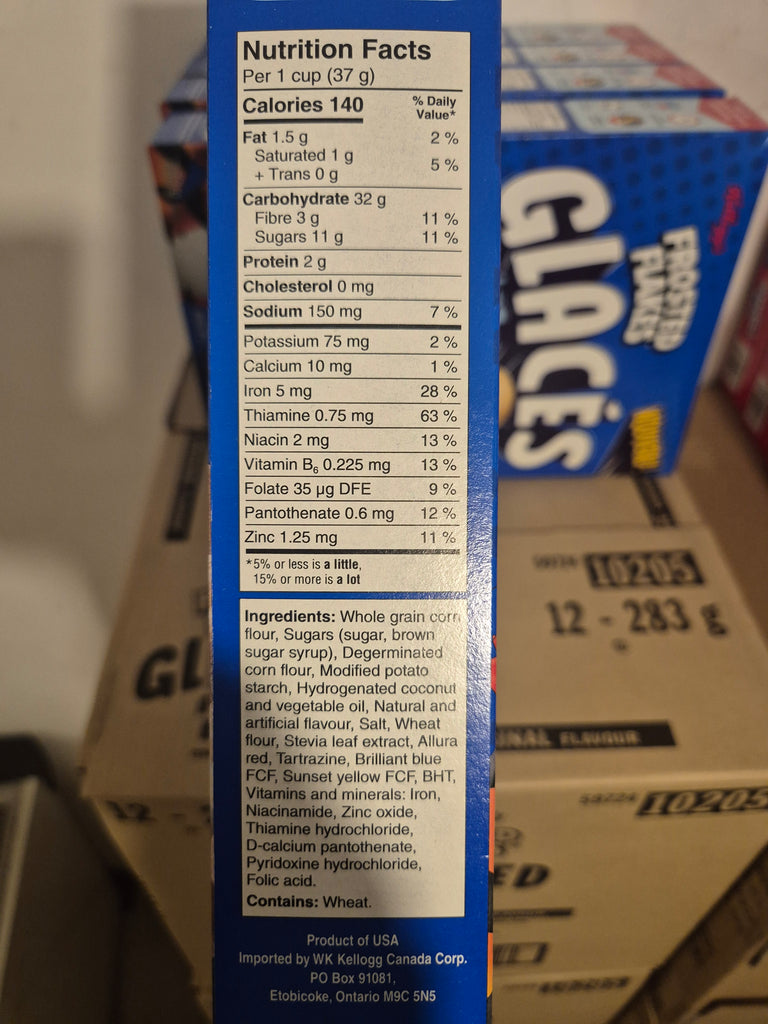 Nutrition Facts
Per 1 cup (37 g)
Calories 140
% Daily
Value*
Fat 1.5 g 2 %
Saturated 1 g
+ Trans 0 g
5 %
Carbohydrate 32 g
Fibre 3 g 11 %
Sugars 11 g 11 %
Protein 2 g
Cholesterol 0 mg
Sodium 150 mg 7 %
Potassium 75 mg 2 %
Calcium 10 mg 1 %
Iron 5 mg 28 %
Thiamine 0.75 mg 63 %
Niacin 2 mg 13 %
Vitamin B6 0.225 mg 13 %
Folate 35 µg DFE 9 %
Pantothenate 0.6 mg 12 %
Zinc 1.25 mg 11 %
*5% or less is a little,
15% or more is a lot
Ingredients: Whole grain corn
flour, Sugars (sugar, brown
sugar syrup), Degerminated
corn flour, Modified potato
starch, Hydrogenated coconut
and vegetable oil, Natural and
artificial flavour, Salt, Wheat
flour, Stevia leaf extract, Allura
red, Tartrazine, Brilliant blue
FCF, Sunset yellow FCF, BHT,
Vitamins and minerals: Iron,
Niacinamide, Zinc oxide,
Thiamine hydrochloride,
D-calcium pantothenate,
Pyridoxine hydrochloride,
Folic acid.
Contains: Wheat.
Product of USA
Imported by WK Kellogg Canada Corp.
PO Box 91081,
Etobicoke, Ontario M9C 5N5
Kellogg's
FROSTED
FLAKES
GLACÉS
10205
12 - 283 g
FLAVOUR
10205
12 -